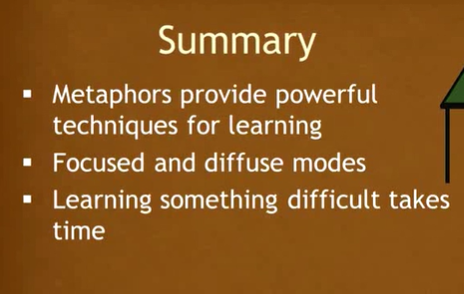 Summary
▪ Metaphors provide powerful
techniques for learning
▪ Focused and diffuse modes
▪ Learning something difficult takes
time